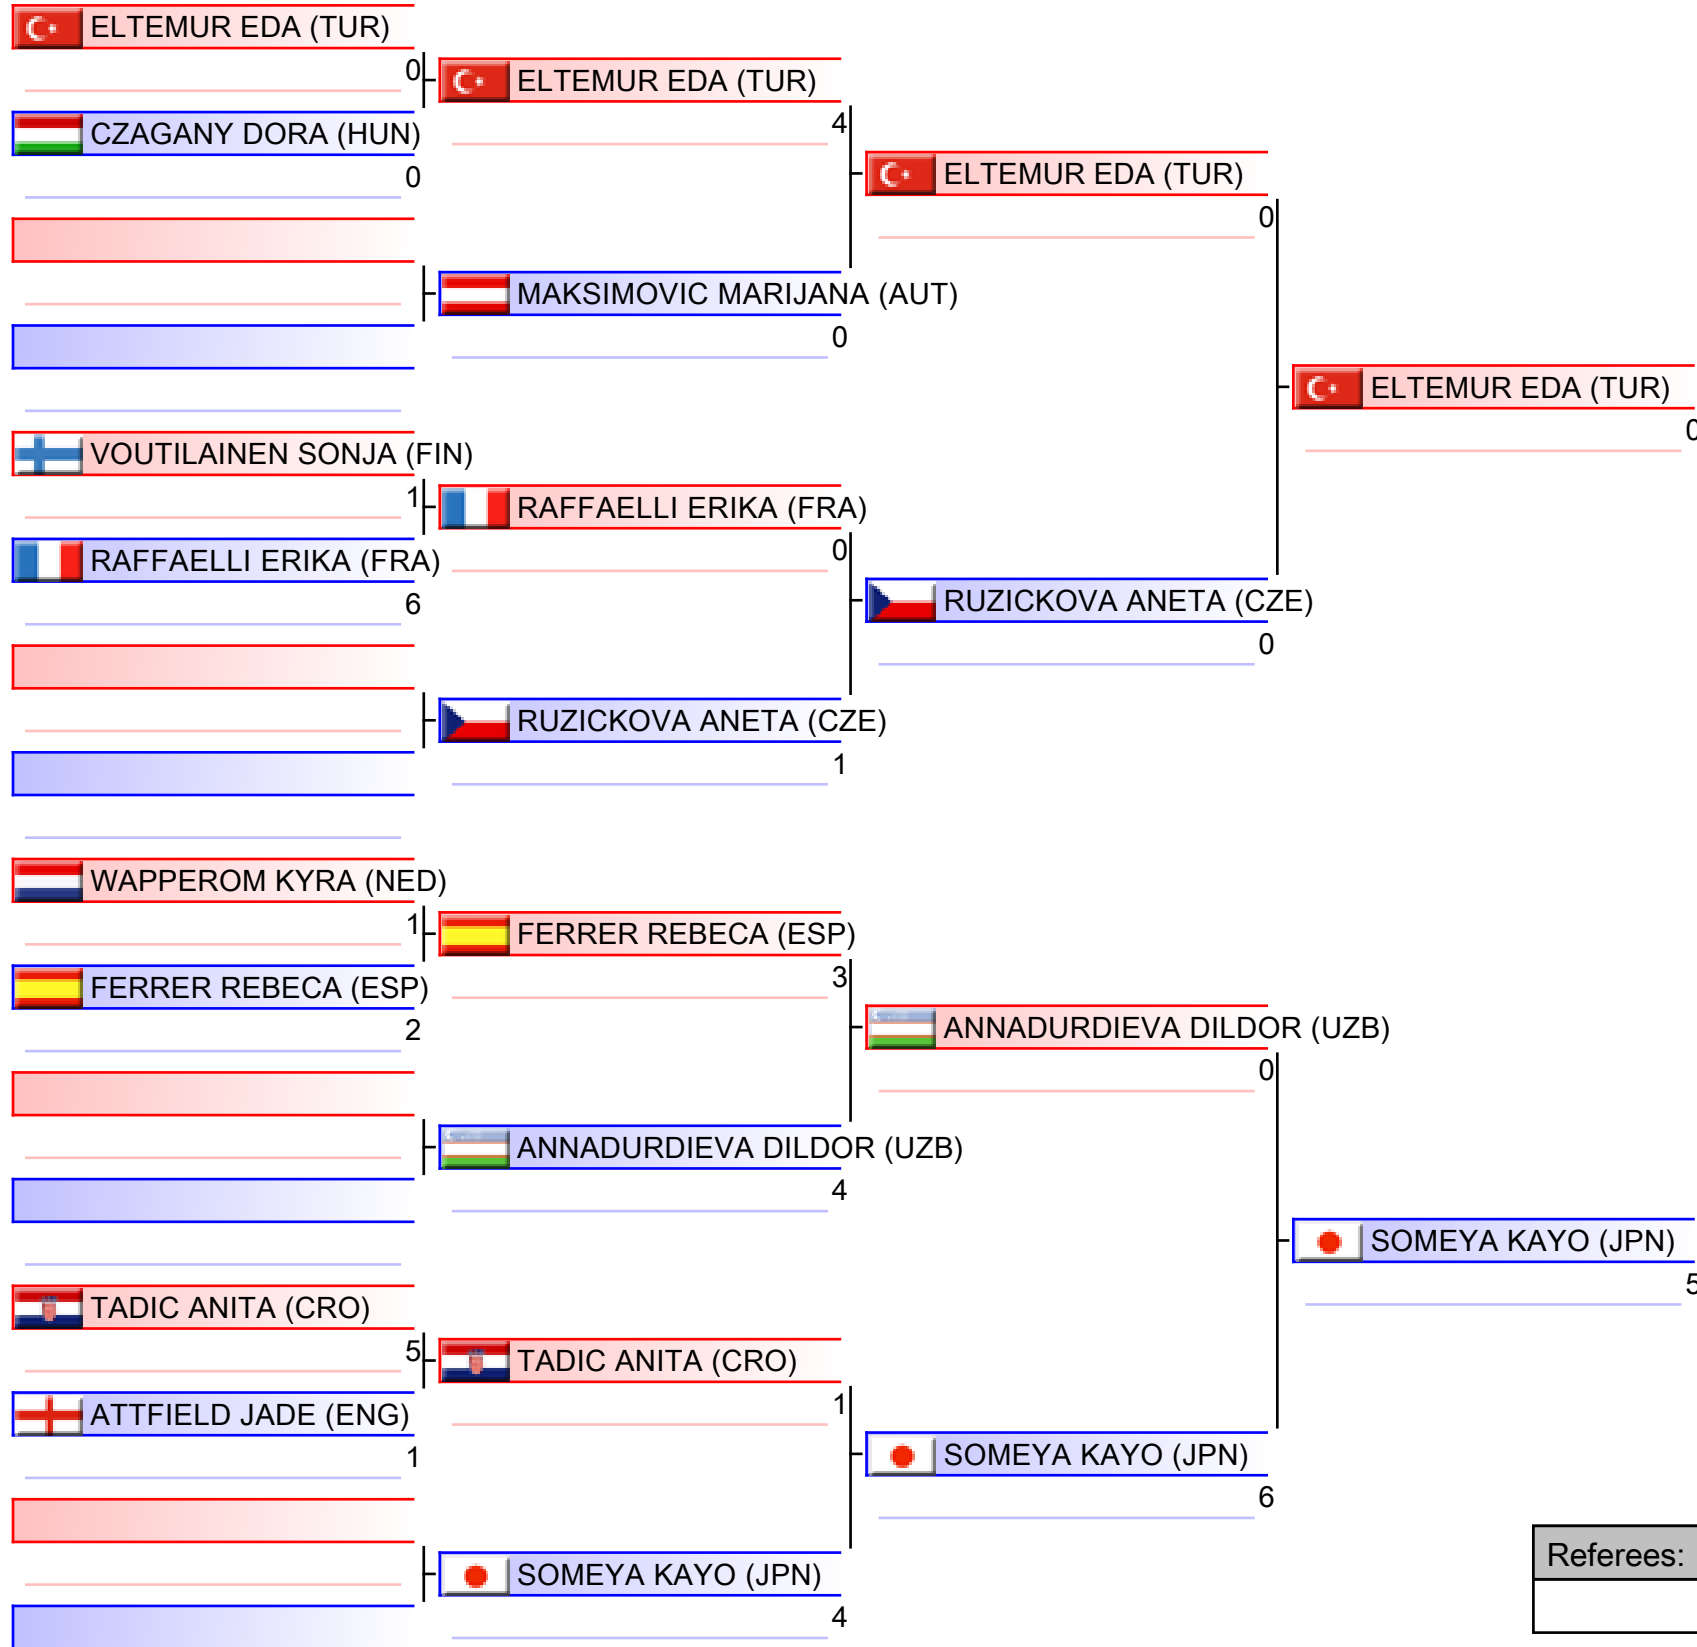 ELTEMUR EDA (TUR)
0
CZAGANY DORA (HUN)
0
VOUTILAINEN SONJA (FIN)
1
RAFFAELLI ERIKA (FRA)
6
WAPPEROM KYRA (NED)
1
FERRER REBECA (ESP)
2
TADIC ANITA (CRO)
5
ATTFIELD JADE (ENG)
1
ELTEMUR EDA (TUR)
4
MAKSIMOVIC MARIJANA (AUT)
0
RAFFAELLI ERIKA (FRA)
0
RUZICKOVA ANETA (CZE)
1
FERRER REBECA (ESP)
3
ANNADURDIEVA DILDOR (UZB)
4
TADIC ANITA (CRO)
1
SOMEYA KAYO (JPN)
4
ELTEMUR EDA (TUR)
0
RUZICKOVA ANETA (CZE)
0
ANNADURDIEVA DILDOR (UZB)
0
SOMEYA KAYO (JPN)
6
ELTEMUR EDA (TUR)
0
SOMEYA KAYO (JPN)
5
Referees: